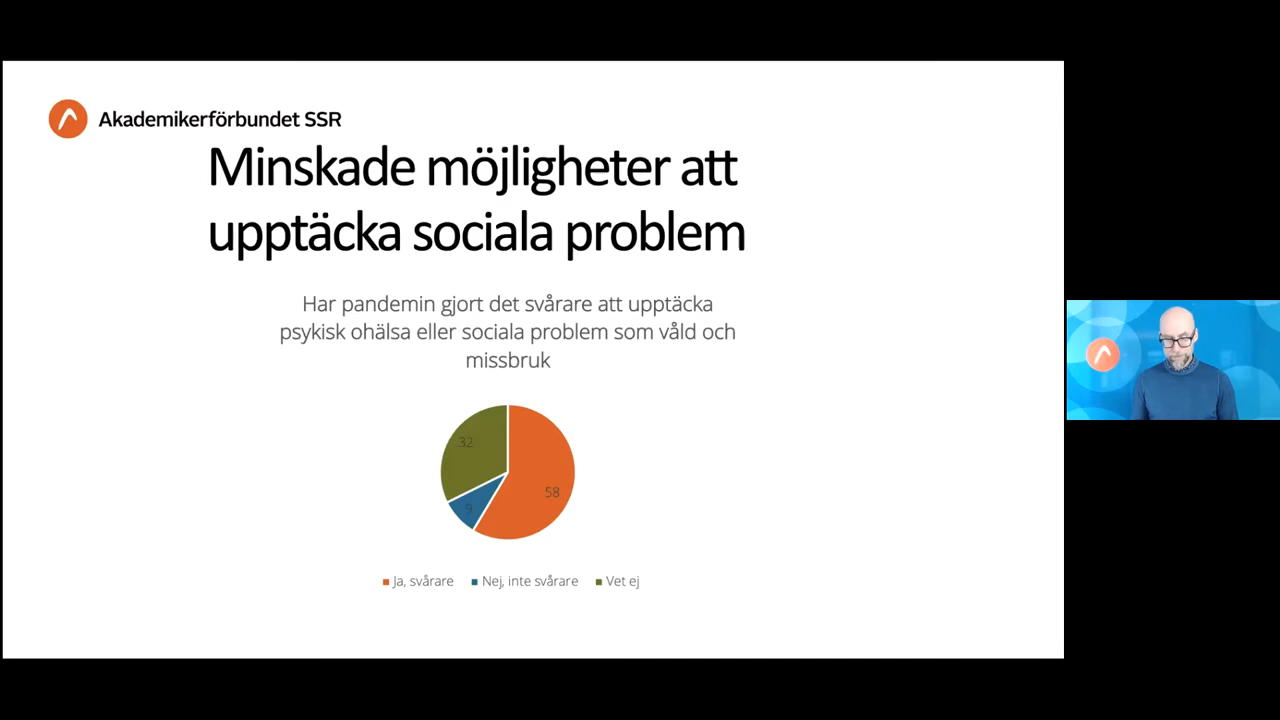 Akademikerförbundet SSR
Minskade möjligheter att
upptäcka sociala problem
Har pandemin gjort det svårare att upptäcka
psykisk ohälsa eller sociala problem som våld och
missbruk
32
58
9
Ja, svårare
Nej, inte svårare
Vet ej